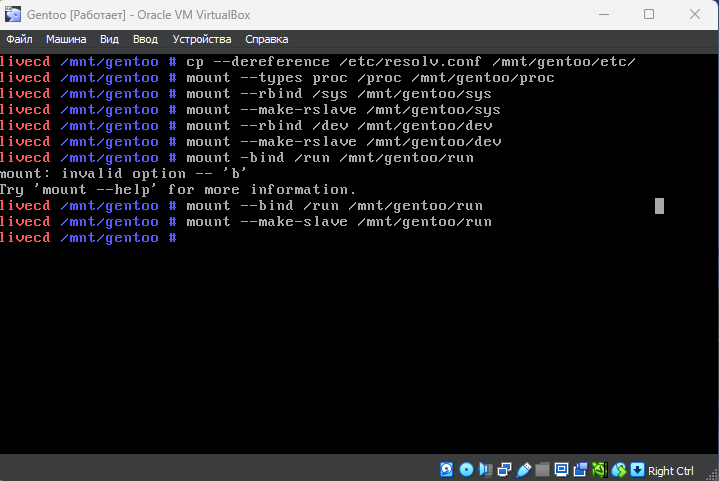 Gentoo [Работает] - Oracle VM VirtualBox
Файл Машина Вид Ввод Устройства Справка
livecd /mnt/gentoo # cp --dereference /etc/resolv.conf /mnt/gentoo/etc/
livecd /mnt/gentoo # mount --types proc /proc /mnt/gentoo/proc
livecd /mnt/gentoo # mount --rbind /sys /mnt/gentoo/sys
livecd /mnt/gentoo # mount --make-rslave /mnt/gentoo/sys
livecd /mnt/gentoo # mount --rbind /dev /mnt/gentoo/dev
livecd /mnt/gentoo # mount --make-rslave /mnt/gentoo/dev
livecd /mnt/gentoo # mount -bind /run /mnt/gentoo/run
mount: invalid option -- 'b'
Try 'mount --help' for more information.
livecd /mnt/gentoo # mount --bind /run /mnt/gentoo/run
livecd /mnt/gentoo # mount --make-slave /mnt/gentoo/run
livecd /mnt/gentoo #
Right Ctrl